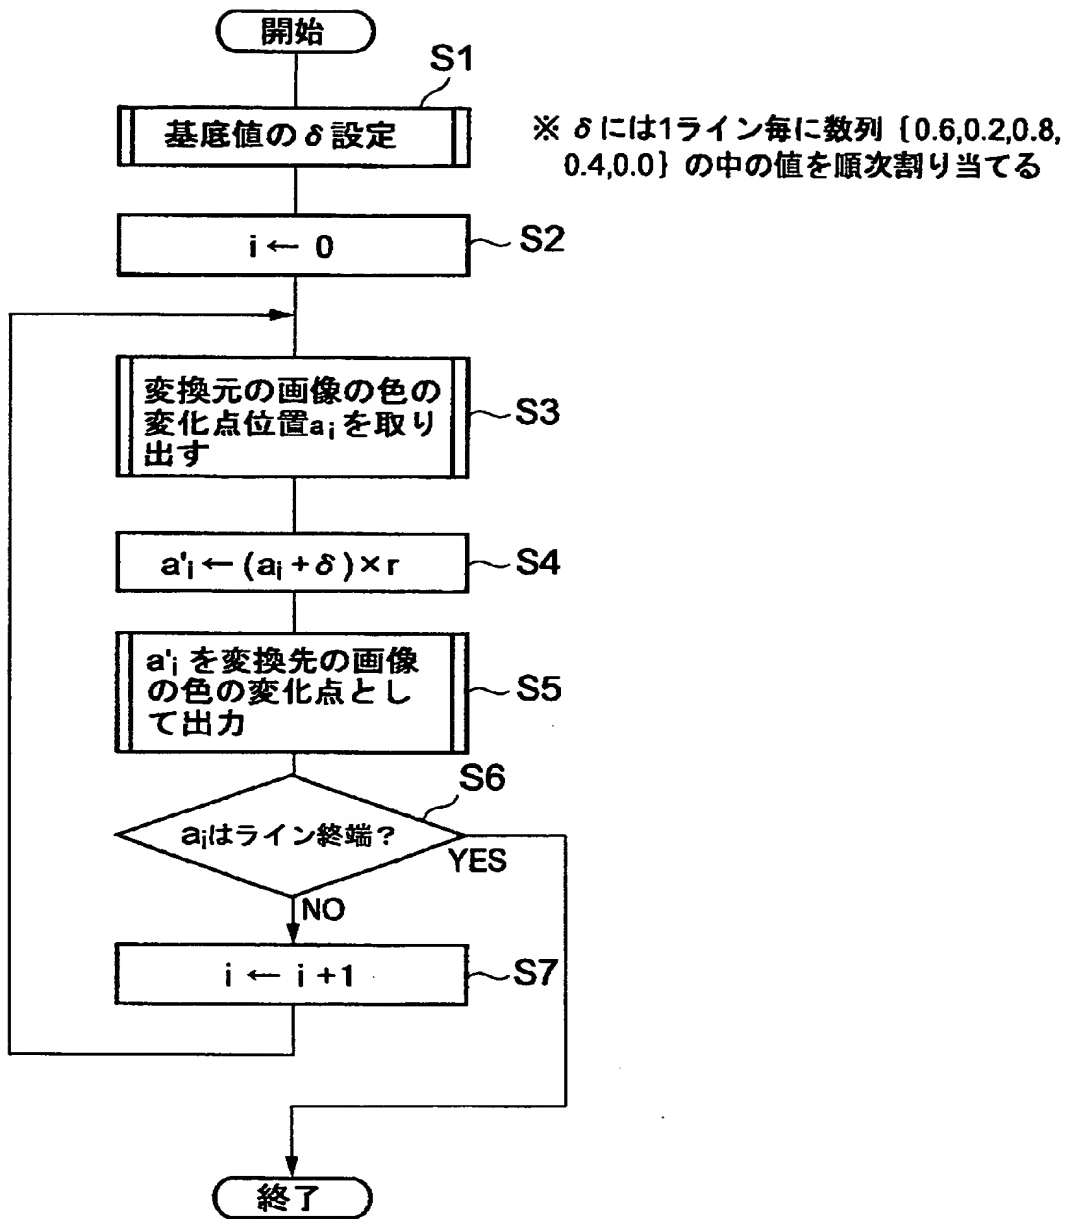 開始
S1
基底値のδ設定
※ δには1ライン毎に数列｛0.6,0.2,0.8,
0.4,0.0｝の中の値を順次割り当てる
i ← 0
S2
変換元の画像の色の
変化点位置aiを取り
出す
S3
a'i ← (ai + δ) × r
S4
a'i を変換先の画像
の色の変化点とし
て出力
S5
S6
aiはライン終端？
YES
NO
i ← i +1
S7
終了